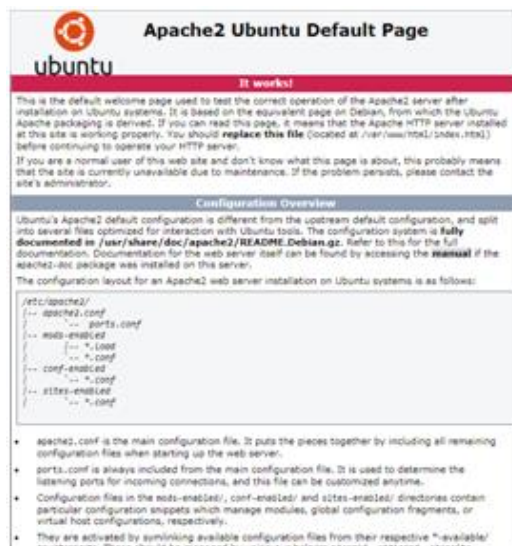 Apache2 Ubuntu Default Page
ubuntu
It works!
This is the default welcome page used to test the correct operation of the Apache2 server after
installation on Ubuntu systems. It is based on the equivalent page on Debian, from which the Ubuntu
Apache packaging is derived. If you can read this page, it means that the Apache HTTP server installed
at this site is working properly. You should replace this file (located at /var/www/html/index.html)
before continuing to operate your HTTP server.
If you are a normal user of this web site and don't know what this page is about, this probably means
that the site is currently unavailable due to maintenance. If the problem persists, please contact the
site's administrator.
Configuration Overview
Ubuntu's Apache2 default configuration is different from the upstream default configuration, and split
into several files optimized for interaction with Ubuntu tools. The configuration system is fully
documented in /usr/share/doc/apache2/README.Debian.gz. Refer to this for the full
documentation. Documentation for the web server itself can be found by accessing the manual if the
apache2-doc package was installed on this server.
The configuration layout for an Apache2 web server installation on Ubuntu systems is as follows:
/etc/apache2/
|-- apache2.conf
|       `--  ports.conf
|-- mods-enabled
|       |-- *.load
|       `-- *.conf
|-- conf-enabled
|       `-- *.conf
|-- sites-enabled
|       `-- *.conf
• apache2.conf is the main configuration file. It puts the pieces together by including all remaining
configuration files when starting up the web server.
• ports.conf is always included from the main configuration file. It is used to determine the
listening ports for incoming connections, and this file can be customized anytime.
• Configuration files in the mods-enabled/, conf-enabled/ and sites-enabled/ directories contain
particular configuration snippets which manage modules, global configuration fragments, or
virtual host configurations, respectively.
• They are activated by symlinking available configuration files from their respective *-available/